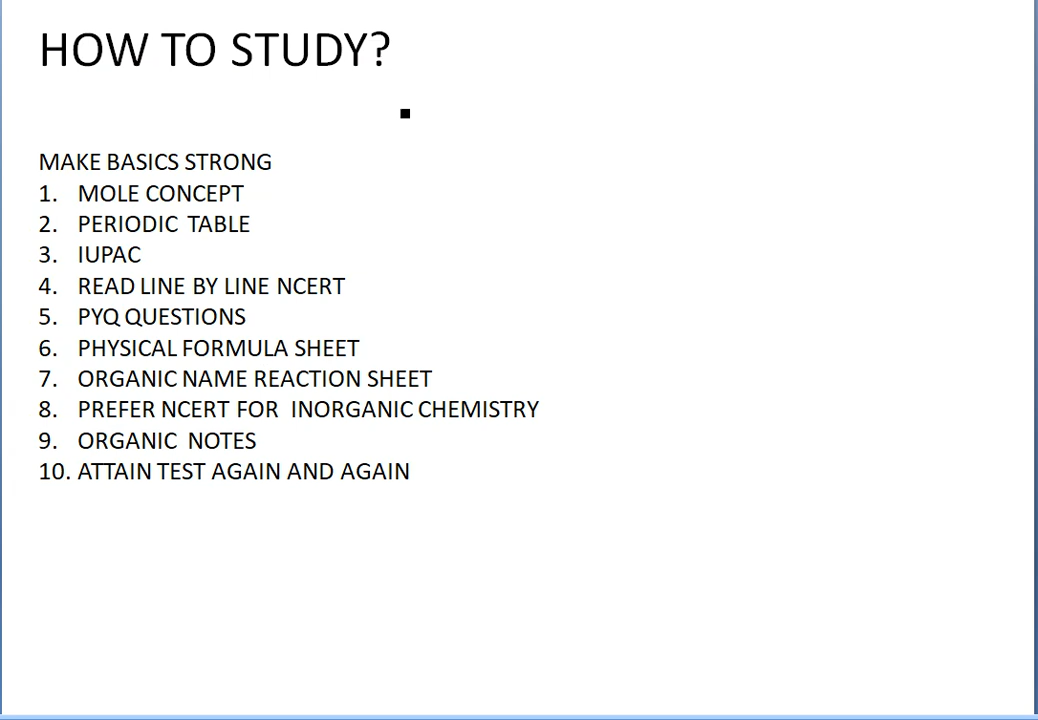 HOW TO STUDY?
MAKE BASICS STRONG
1. MOLE CONCEPT
2. PERIODIC TABLE
3. IUPAC
4. READ LINE BY LINE NCERT
5. PYQ QUESTIONS
6. PHYSICAL FORMULA SHEET
7. ORGANIC NAME REACTION SHEET
8. PREFER NCERT FOR INORGANIC CHEMISTRY
9. ORGANIC NOTES
10. ATTAIN TEST AGAIN AND AGAIN